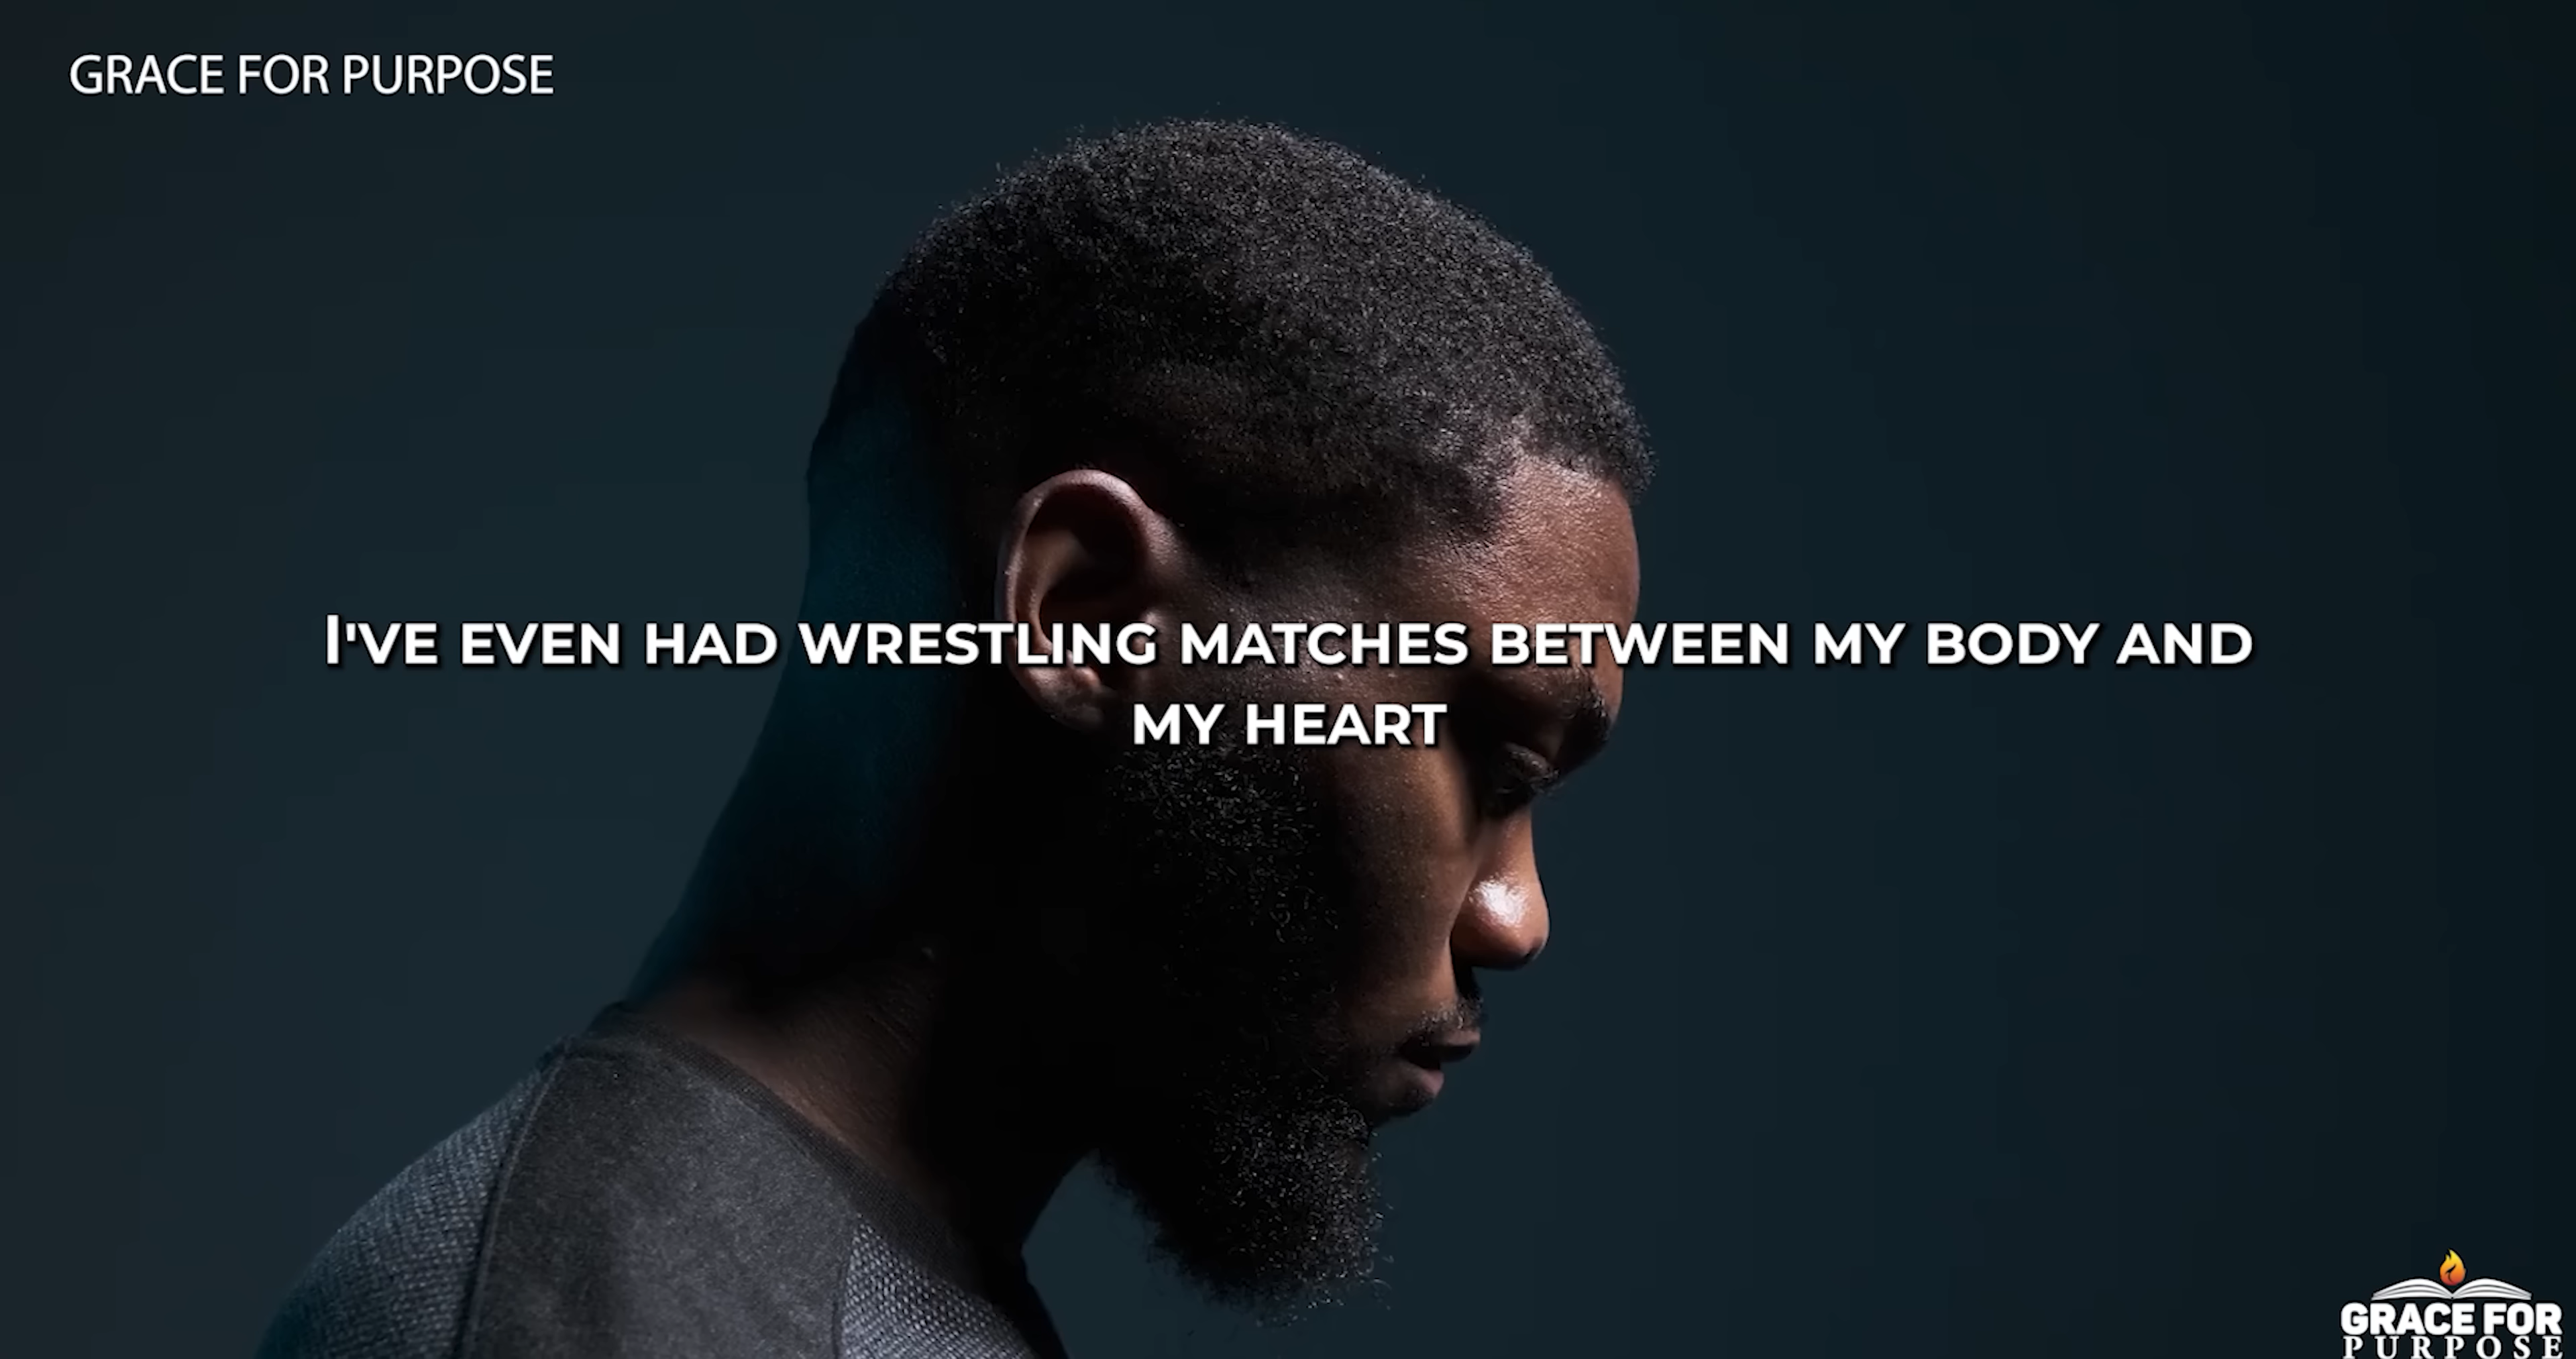 GRACE FOR PURPOSE
I'VE EVEN HAD WRESTLING MATCHES BETWEEN MY BODY AND
MY HEART
GRACE FOR
PURPOSE